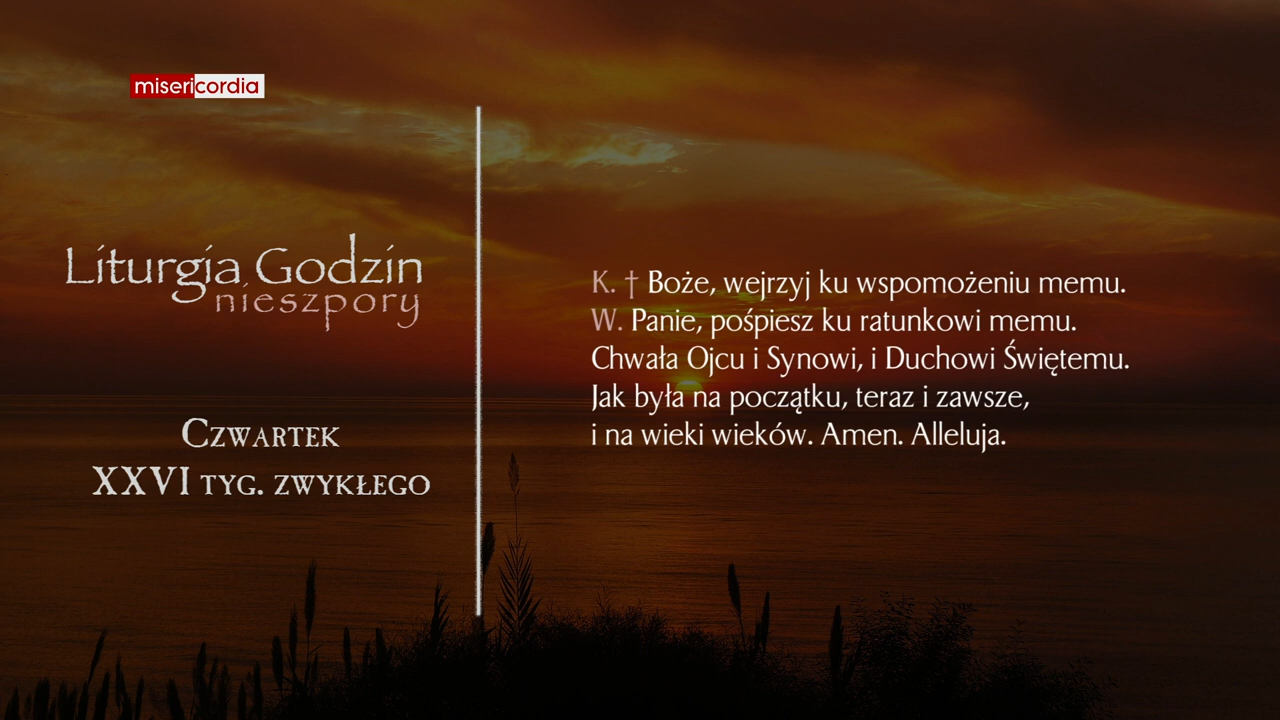 misericordia
Liturgia Godzin
nieszpory
Czwartek
XXVI tyg. zwykłego
K. † Boże, wejrzyj ku wspomożeniu memu.
W. Panie, pośpiesz ku ratunkowi memu.
Chwała Ojcu i Synowi, i Duchowi Świętemu.
Jak była na początku, teraz i zawsze,
i na wieki wieków. Amen. Alleluja.